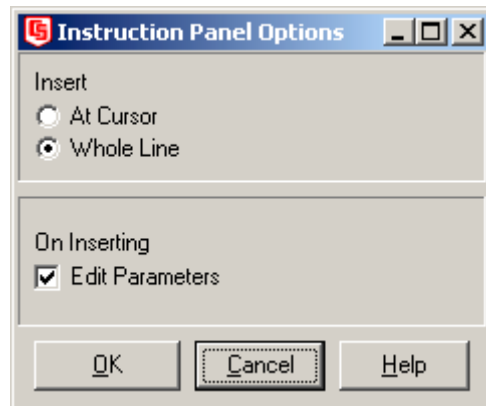 Instruction Panel Options
Insert
At Cursor
Whole Line
On Inserting
Edit Parameters
OK Cancel Help